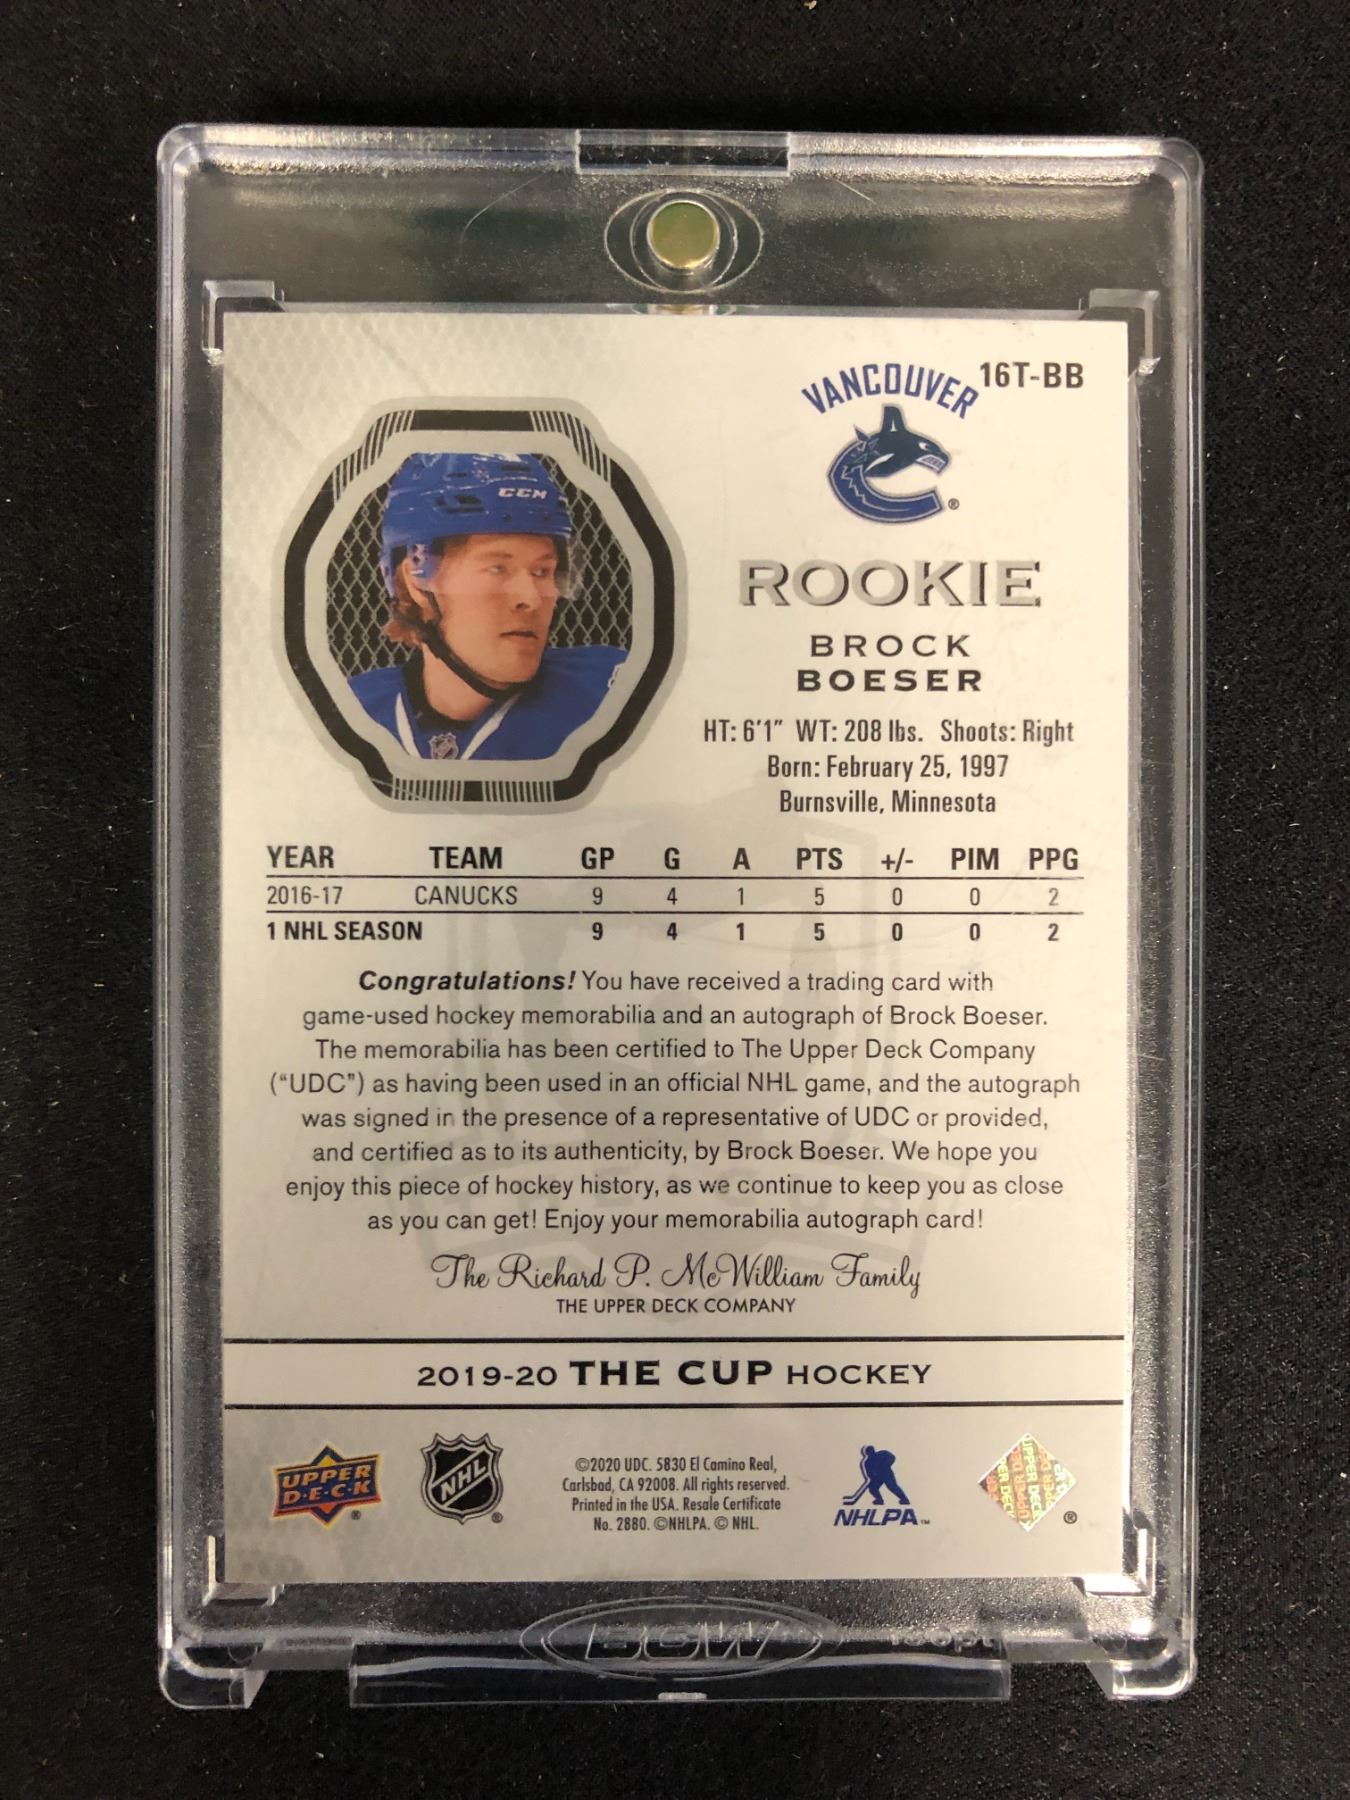 16T-BB
VANCOUVER
®
CCM
ROOKIE
BROCK
BOESER
HT: 6'1" WT: 208 lbs. Shoots: Right
Born: February 25, 1997
Burnsville, Minnesota
YEAR TEAM GP G A PTS +/- PIM PPG
2016-17 CANUCKS 9 4 1 5 0 0 2
1 NHL SEASON 9 4 1 5 0 0 2
Congratulations! You have received a trading card with
game-used hockey memorabilia and an autograph of Brock Boeser.
The memorabilia has been certified to The Upper Deck Company
("UDC") as having been used in an official NHL game, and the autograph
was signed in the presence of a representative of UDC or provided,
and certified as to its authenticity, by Brock Boeser. We hope you
enjoy this piece of hockey history, as we continue to keep you as close
as you can get! Enjoy your memorabilia autograph card!
The Richard P. McWilliam Family
THE UPPER DECK COMPANY
2019-20 THE CUP HOCKEY
UPPER
D·E·C·K
®
NHL
®
©2020 UDC. 5830 El Camino Real,
Carlsbad, CA 92008. All rights reserved.
Printed in the USA. Resale Certificate
No. 2880. ©NHLPA. © NHL.
NHLPA™
UPPER DECK
®
BCW